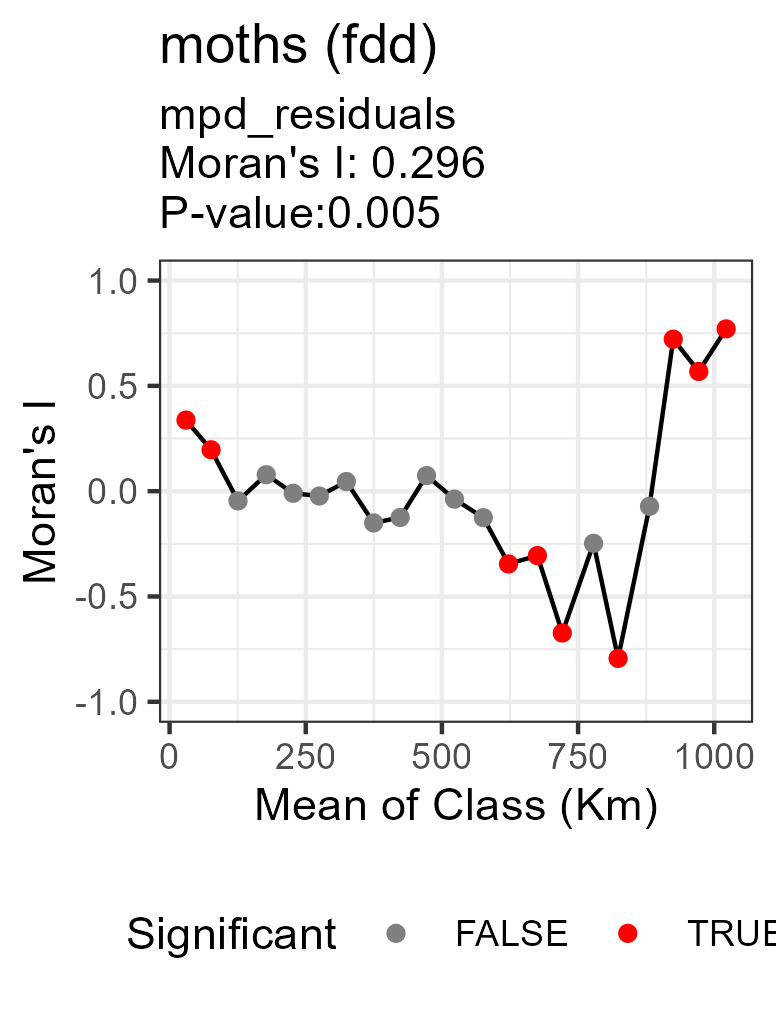 moths (fdd)
mpd_residuals
Moran's I: 0.296
P-value:0.005
1.0
0.5
0.0
-0.5
-1.0
Moran's I
0 250 500 750 1000
Mean of Class (Km)
Significant FALSE TRUE